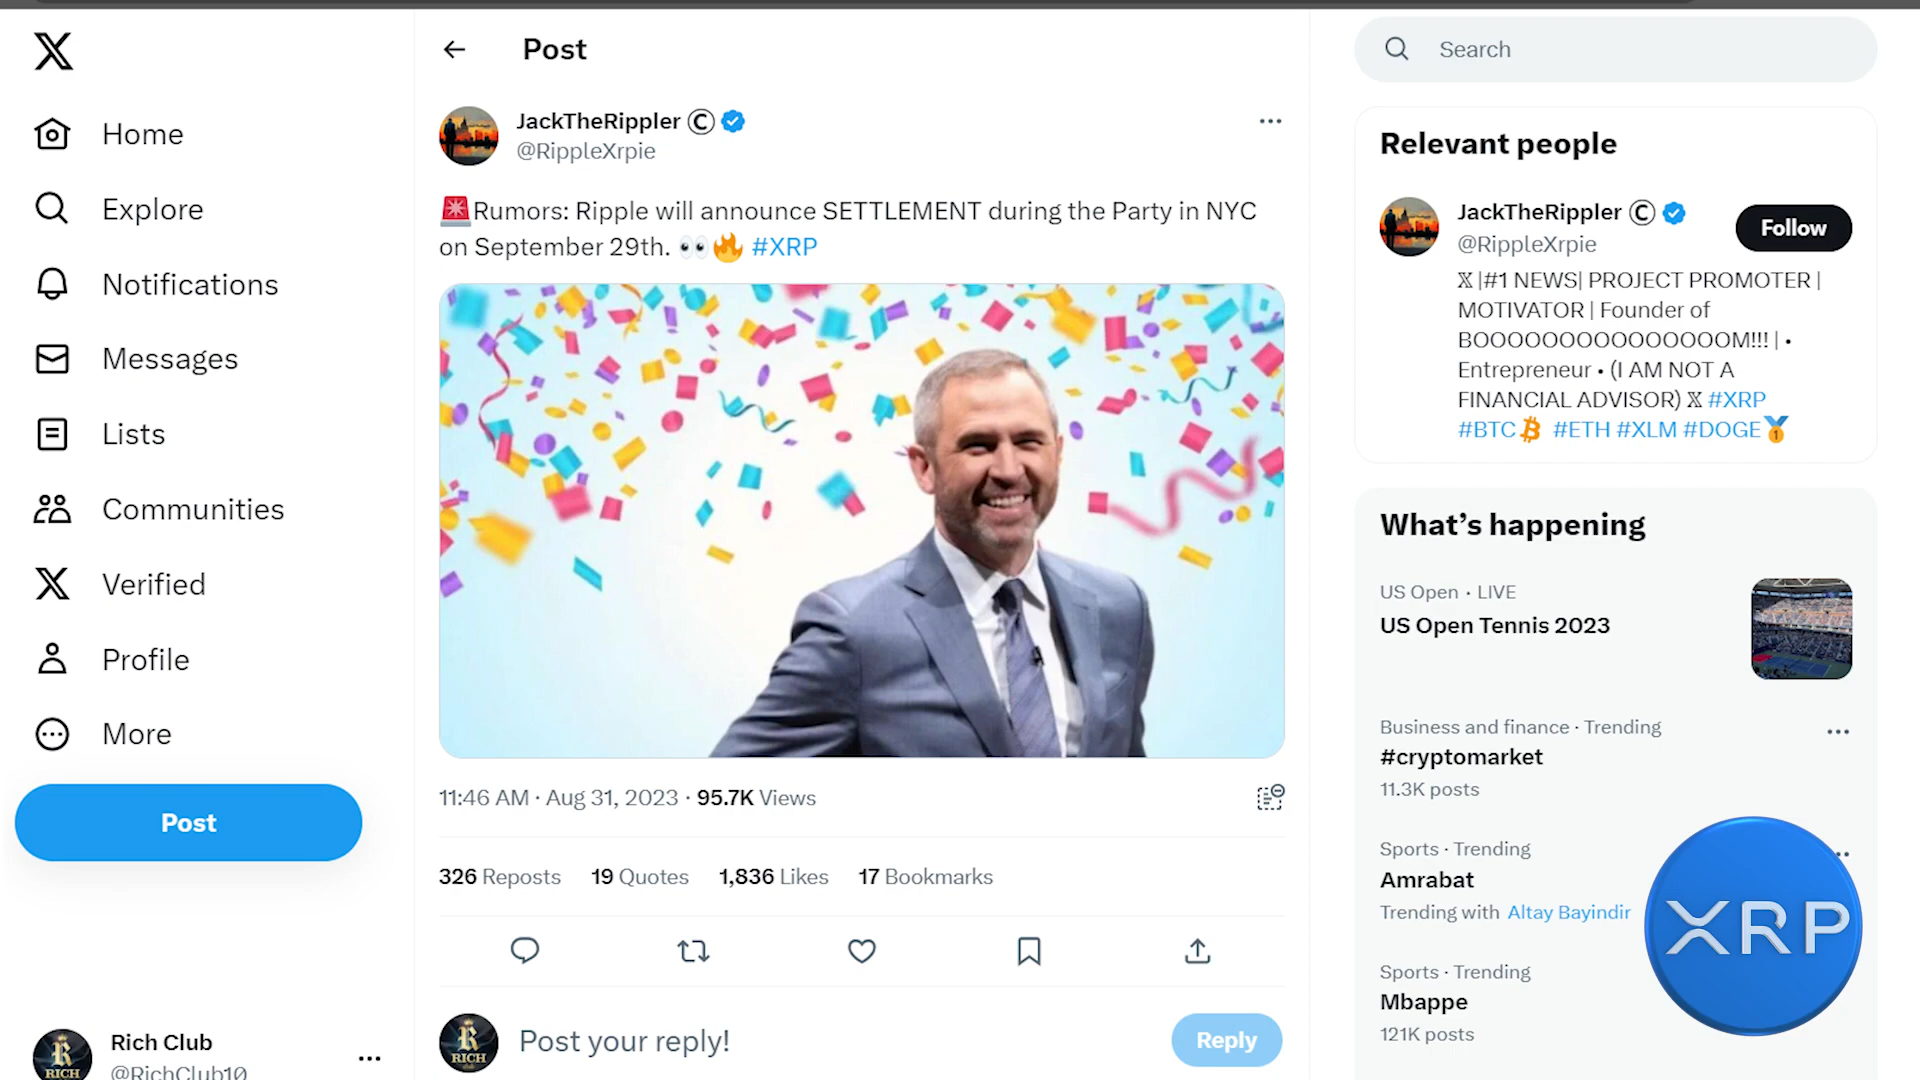 Home
Explore
Notifications
Messages
Lists
Communities
Verified
Profile
More
Post
Rich Club
@RichClub10
Post
JackTheRippler ©
@RippleXrpie
🚨Rumors: Ripple will announce SETTLEMENT during the Party in NYC
on September 29th. 👀🔥 #XRP
11:46 AM · Aug 31, 2023 · 95.7K Views
326 Reposts 19 Quotes 1,836 Likes 17 Bookmarks
RICH
Post your reply!
Reply
Search
Relevant people
JackTheRippler ©
@RippleXrpie
Follow
𝕏 |#1 NEWS| PROJECT PROMOTER |
MOTIVATOR | Founder of
BOOOOOOOOOOOOOOM!!! | •
Entrepreneur • (I AM NOT A
FINANCIAL ADVISOR) 𝕏 #XRP
#BTC #ETH #XLM #DOGE🥇
What’s happening
US Open · LIVE
US Open Tennis 2023
Business and finance · Trending
#cryptomarket
11.3K posts
Sports · Trending
Amrabat
Trending with Altay Bayindir
Sports · Trending
Mbappe
121K posts
XRP
RICH